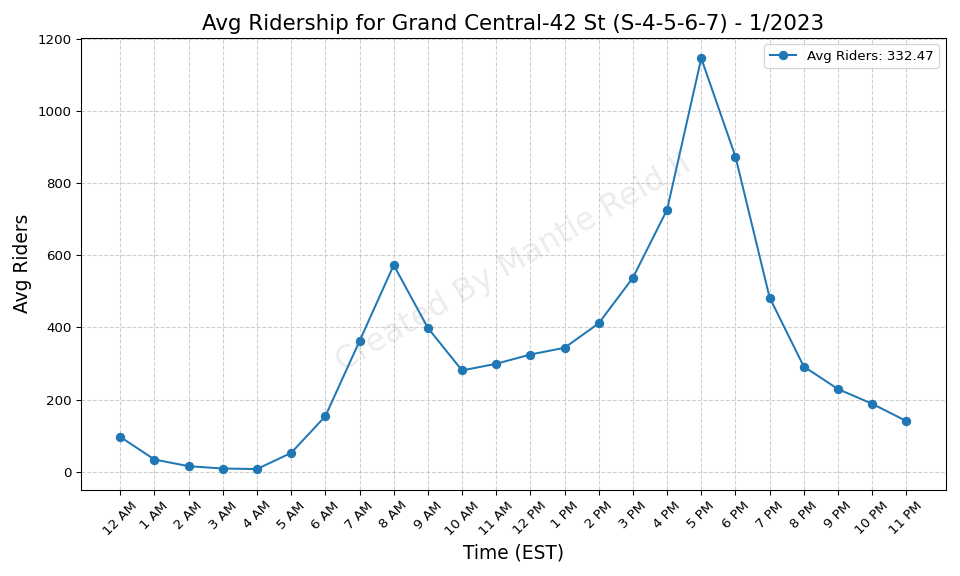 Avg Ridership for Grand Central-42 St (S-4-5-6-7) - 1/2023
Avg Riders: 332.47
1200
1000
800
600
400
200
0
Avg Riders
12 AM
1 AM
2 AM
3 AM
4 AM
5 AM
6 AM
7 AM
8 AM
9 AM
10 AM
11 AM
12 PM
1 PM
2 PM
3 PM
4 PM
5 PM
6 PM
7 PM
8 PM
9 PM
10 PM
11 PM
Time (EST)
Created By Mantie Reid